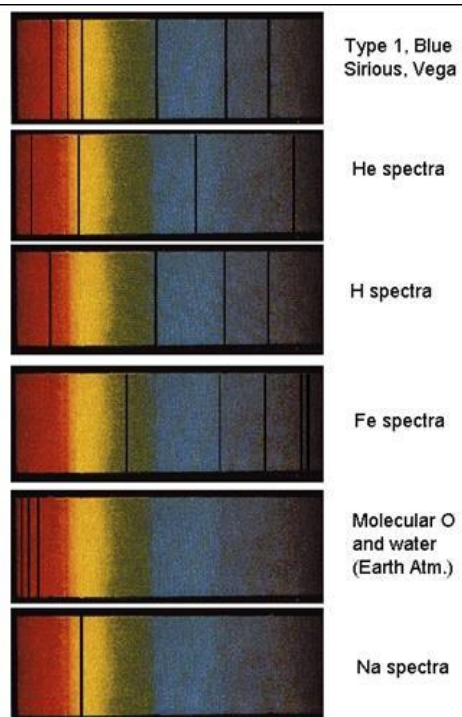 Type 1, Blue
Sirious, Vega
He spectra
H spectra
Fe spectra
Molecular O
and water
(Earth Atm.)
Na spectra